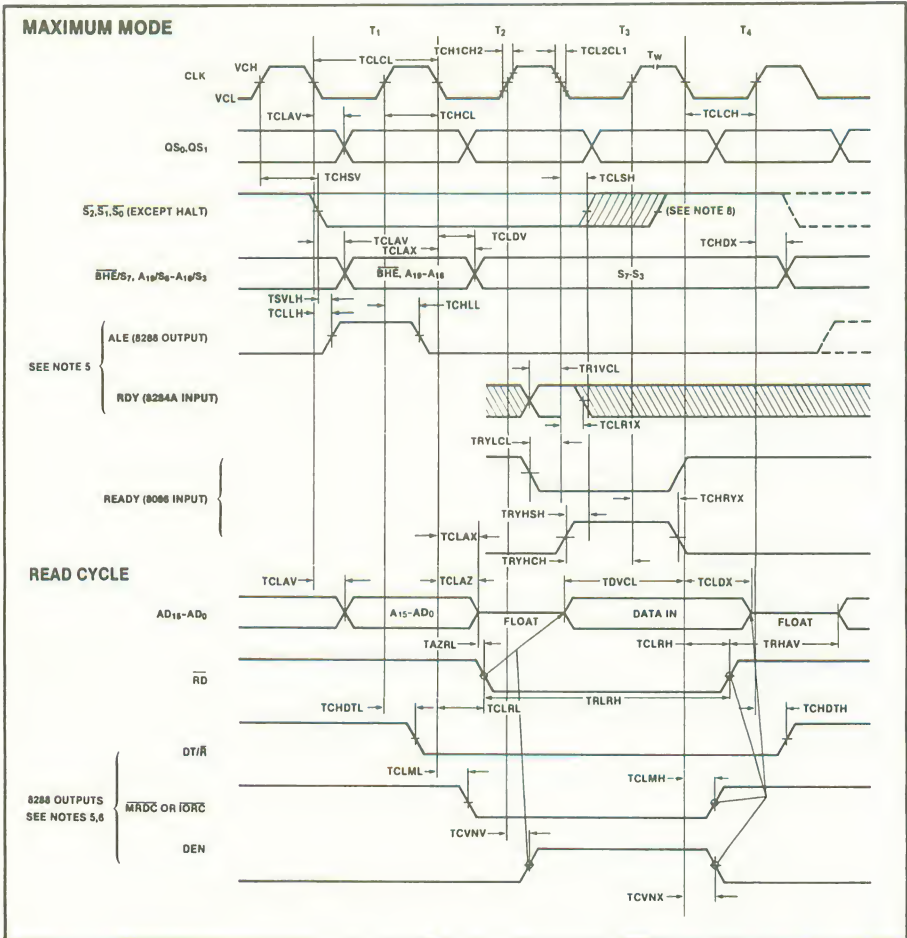 MAXIMUM MODE
T1 T2 T3 T4
TCH1CH2 TCL2CL1 TW
TCLCL
CLK VCH
VCL
TCLAV TCHCL TCLCH
QS0,QS1
TCHSV TCLSH
S2,S1,S0 (EXCEPT HALT) (SEE NOTE 8)
TCLAV TCLDV TCHDX
TCLAX
BHE/S7, A19/S6-A16/S3 BHE, A19-A16 S7-S3
TSVLH TCHLL
TCLLH
ALE (8288 OUTPUT)
SEE NOTE 5
TR1VCL
RDY (8284A INPUT)
TCLR1X
TRYLCL
READY (8086 INPUT)
TCHRYX
TRYHSH
TCLAX
TRYHCH
READ CYCLE
TCLAV TCLAZ TDVCL TCLDX
AD15-AD0 A15-AD0 FLOAT DATA IN FLOAT
TAZRL TCLRH TRHAV
RD
TRLRH
TCHDTL TCLRL TCHDTH
DT/R
TCLML TCLMH
8288 OUTPUTS
SEE NOTES 5,6
MRDC OR IORC
TCVNV
DEN
TCVNX